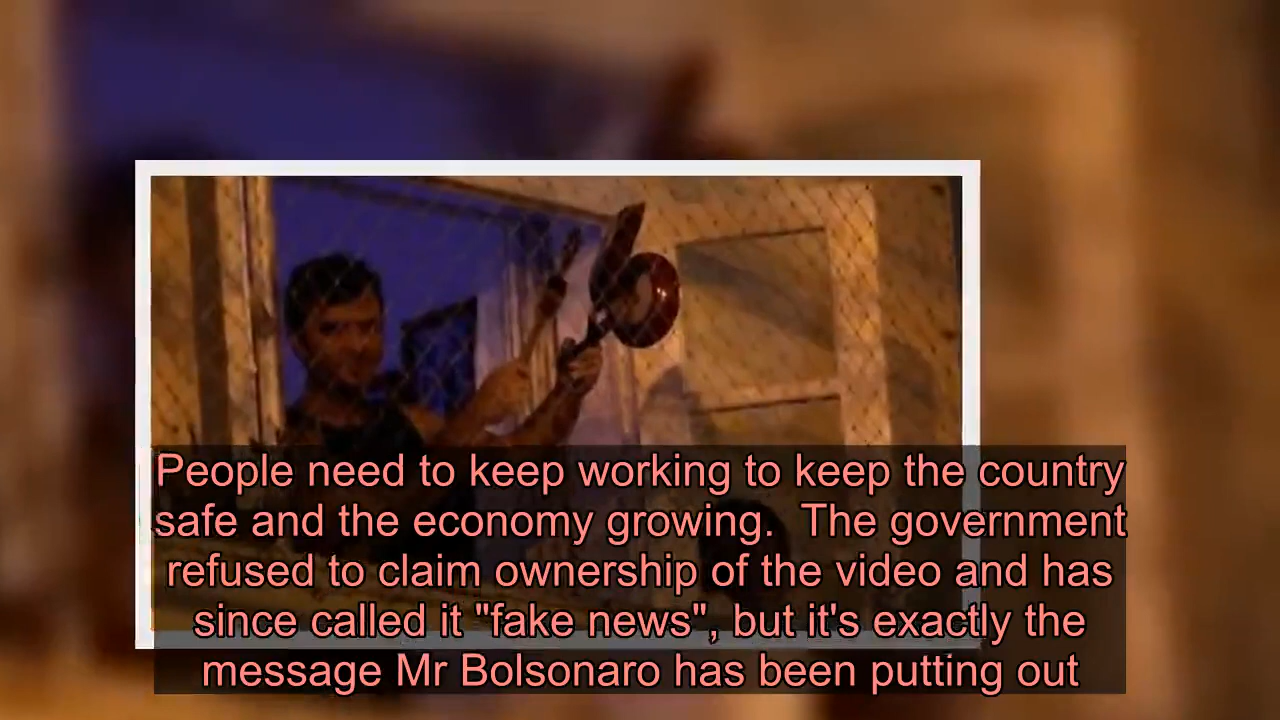 People need to keep working to keep the country
safe and the economy growing.  The government
refused to claim ownership of the video and has
since called it "fake news", but it's exactly the
message Mr Bolsonaro has been putting out